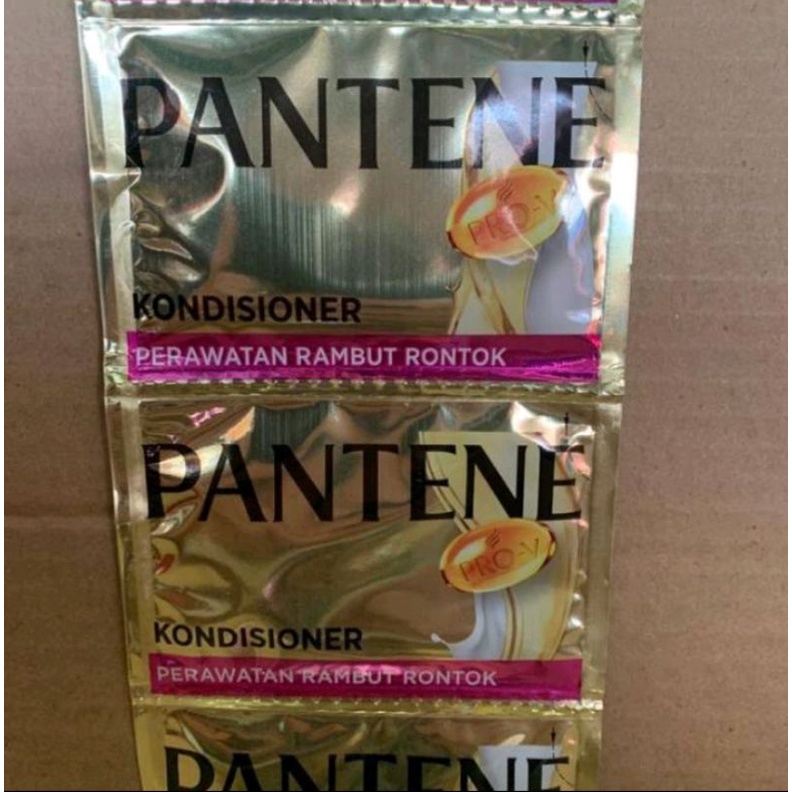 PANTENE
PRO-V
KONDISIONER
PERAWATAN RAMBUT RONTOK
PANTENE
PRO-V
KONDISIONER
PERAWATAN RAMBUT RONTOK
PANTENE